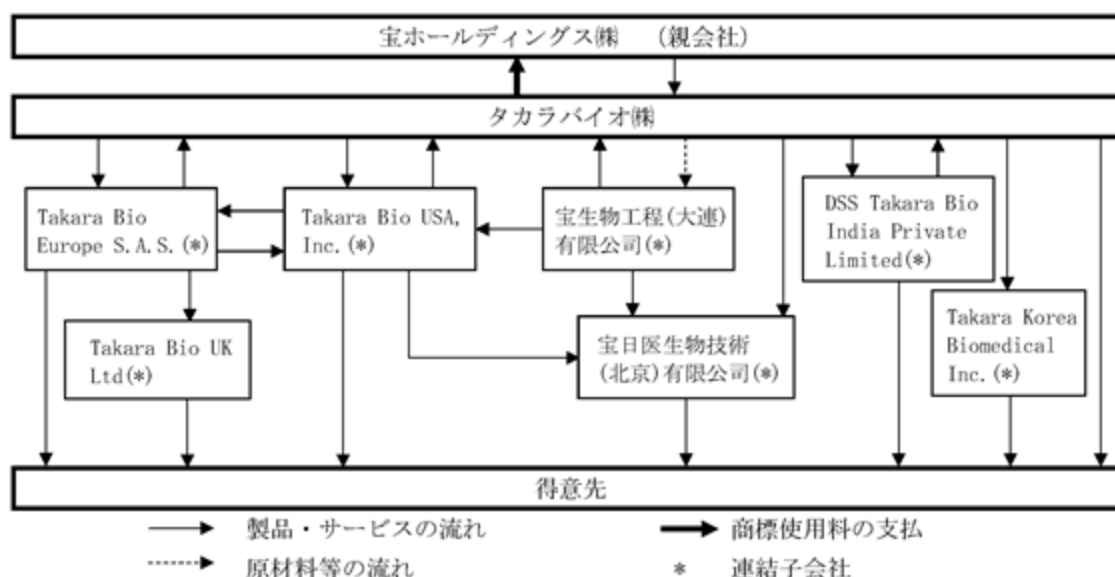 宝ホールディングス㈱　(親会社)
タカラバイオ㈱
Takara Bio
Europe S.A.S.(*)
Takara Bio USA,
Inc.(*)
宝生物工程(大連)
有限公司(*)
DSS Takara Bio
India Private
Limited(*)
Takara Bio UK
Ltd(*)
宝日医生物技術
(北京)有限公司(*)
Takara Korea
Biomedical
Inc.(*)
得意先
製品・サービスの流れ
商標使用料の支払
原材料等の流れ
* 連結子会社